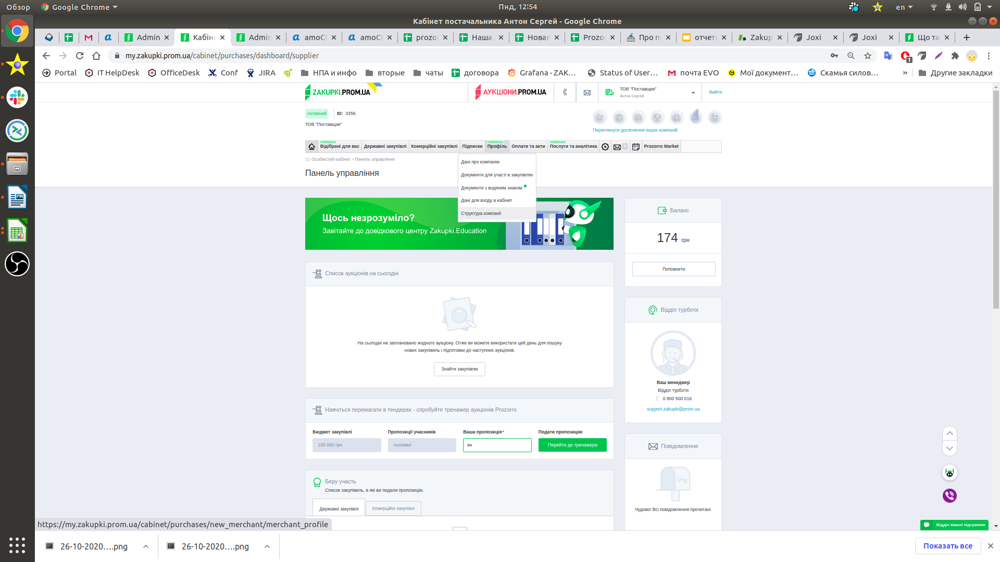 Обзор
Google Chrome
Пнд, 12:54
en
Кабінет постачальника Антон Сергей - Google Chrome
Admin
Кабін
Admin
amoC
amoC
prozo
Наша
Новая
Prozo
Про п
отчеть
Zakup
Joxi
Joxi
Що та
my.zakupki.prom.ua/cabinet/purchases/dashboard/supplier
1
Portal
IT HelpDesk
OfficeDesk
Conf
JIRA
НПА и инфо
вторые
чаты
договора
Grafana - ZAK…
Status of User…
почта EVO
Мої документ…
Скамья силов…
»
Другие закладки
ZAKUPKI.PROM.UA
АУКЦІОНИ.PROM.UA
ТОВ "Поставщик"
Антон Сергей
Вийти
Активний
ID: 3356
ТОВ "Поставщик"
Переглянути досягнення інших компаній
НОВИНКА
Відібрані для вас
Державні закупівлі
Комерційні закупівлі
Підписки
НОВИНКА
Профіль
Оплати та акти
НОВИНКА
Послуги та аналітика
Prozorro Market
Особистий кабінет › Панель управління
Панель управління
Дані про компанію
Документи для участі в закупівлях
Документи з водяним знаком
Дані для входу в кабінет
Структура компанії
Щось незрозуміло?
Завітайте до довідкового центру Zakupki.Education
Баланс
174 грн
Поповнити
Список аукціонів на сьогодні
На сьогодні не заплановано жодного аукціону. Отже ви можете використати цей день для пошуку
нових закупівель і підготовки до наступних аукціонів.
Знайти закупівлю
Відділ турботи
Ваш менеджер
Відділ турботи
0 800 500 016
support.zakupki@prom.ua
Навчіться перемагати в тендерах - спробуйте тренажер аукціонів Prozorro
Бюджет закупівлі
Пропозиції учасників
Ваша пропозиція*
Подати пропозицію
100 000 грн
Анонімні
94
Перейти до тренажера
Повідомлення
Чудово! Всі повідомлення прочитані.
Беру участь
Список закупівель, в які ви подали пропозицію.
Державні закупівлі
Комерційні закупівлі
Відділ вашої підтримки
https://my.zakupki.prom.ua/cabinet/purchases/new_merchant/merchant_profile
26-10-2020….png
26-10-2020….png
Показать все